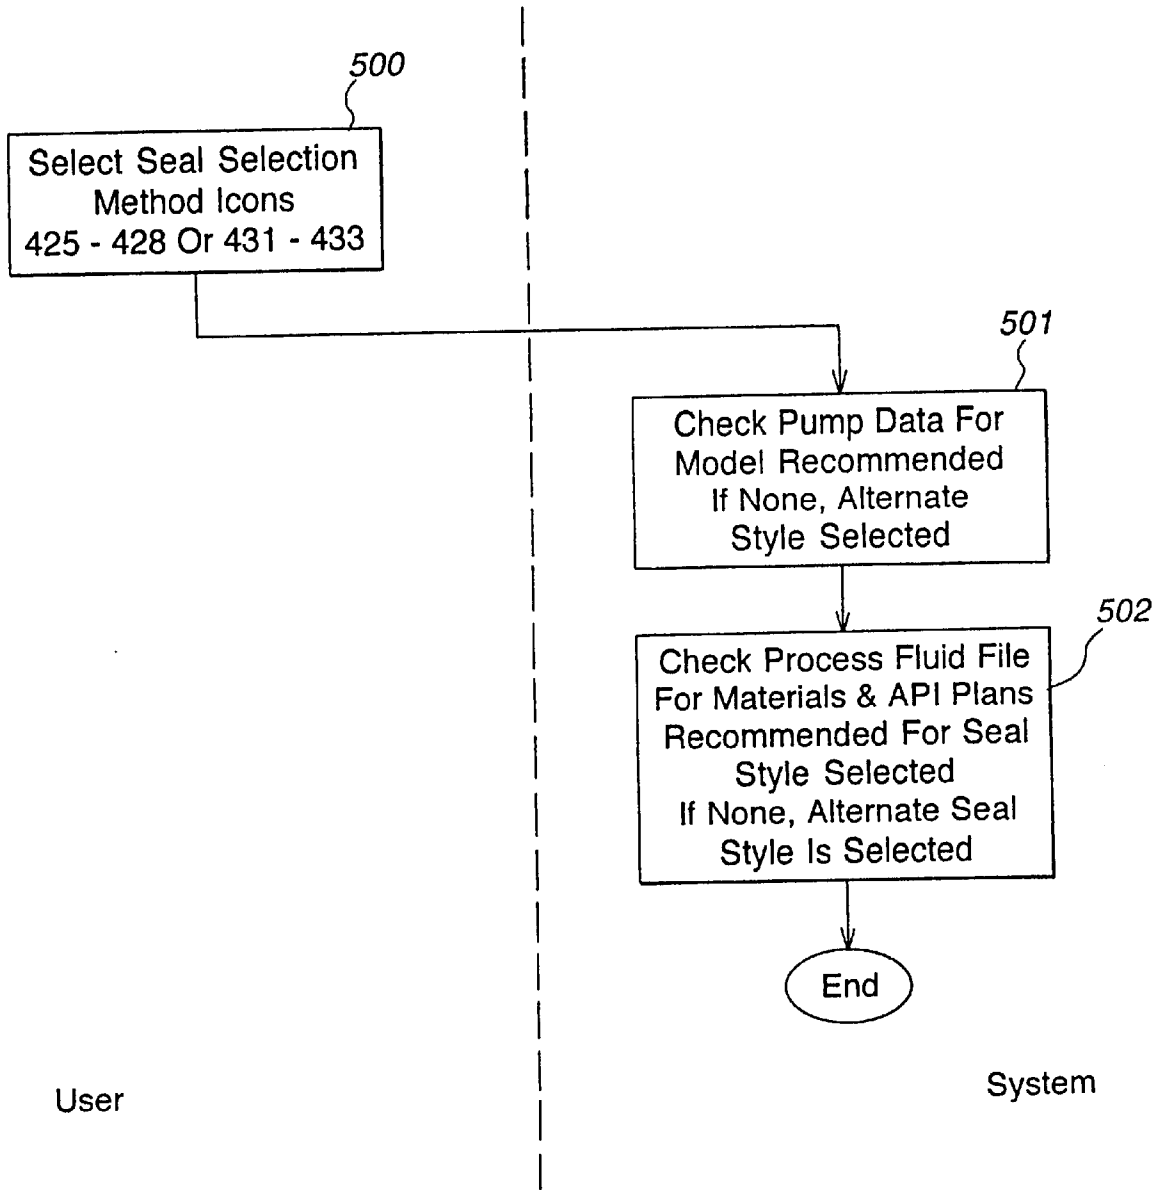 500
Select Seal Selection
Method Icons
425 - 428 Or 431 - 433
501
Check Pump Data For
Model Recommended
If None, Alternate
Style Selected
502
Check Process Fluid File
For Materials & API Plans
Recommended For Seal
Style Selected
If None, Alternate Seal
Style Is Selected
End
User
System